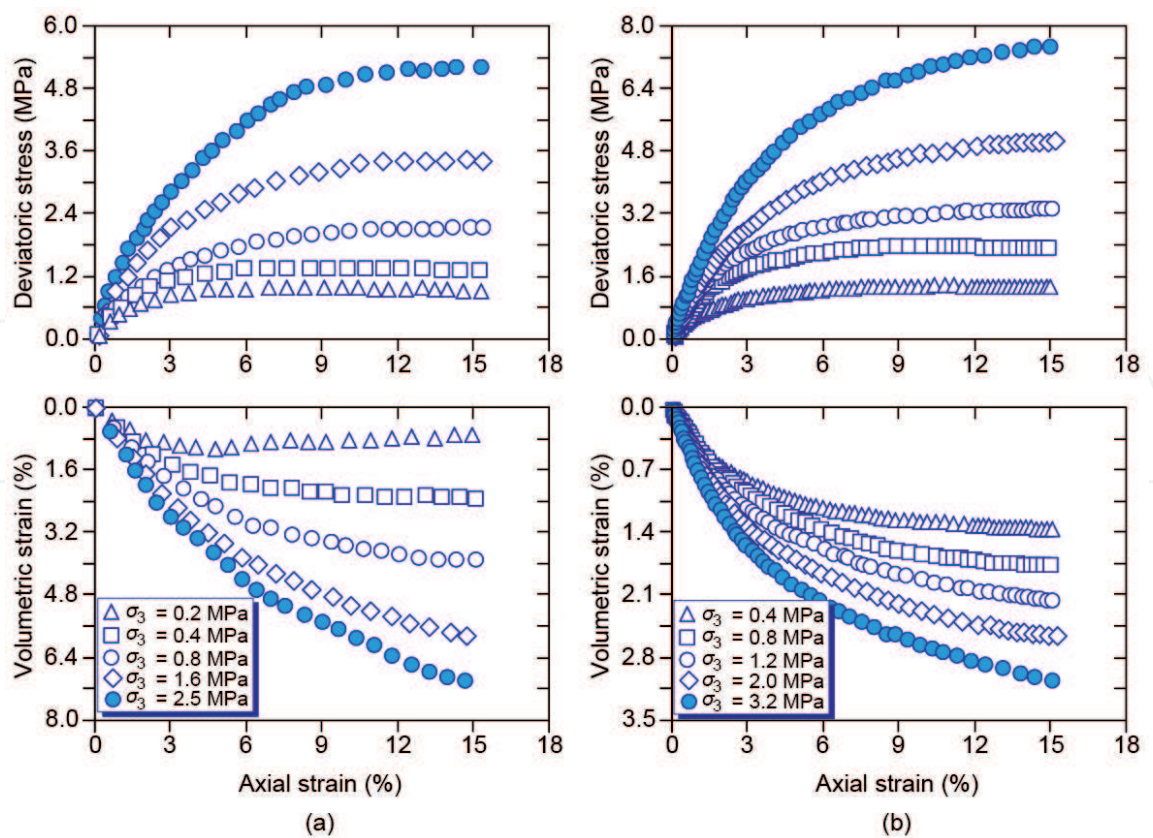 6.0
4.8
3.6
2.4
1.2
0.0
Deviatoric stress (MPa)
0 3 6 9 12 15 18
8.0
6.4
4.8
3.2
1.6
0.0
Deviatoric stress (MPa)
0 3 6 9 12 15 18
0.0
1.6
3.2
4.8
6.4
8.0
Volumetric strain (%)
σ3 = 0.2 MPa
σ3 = 0.4 MPa
σ3 = 0.8 MPa
σ3 = 1.6 MPa
σ3 = 2.5 MPa
0 3 6 9 12 15 18
Axial strain (%)
(a)
0.0
0.7
1.4
2.1
2.8
3.5
Volumetric strain (%)
σ3 = 0.4 MPa
σ3 = 0.8 MPa
σ3 = 1.2 MPa
σ3 = 2.0 MPa
σ3 = 3.2 MPa
0 3 6 9 12 15 18
Axial strain (%)
(b)